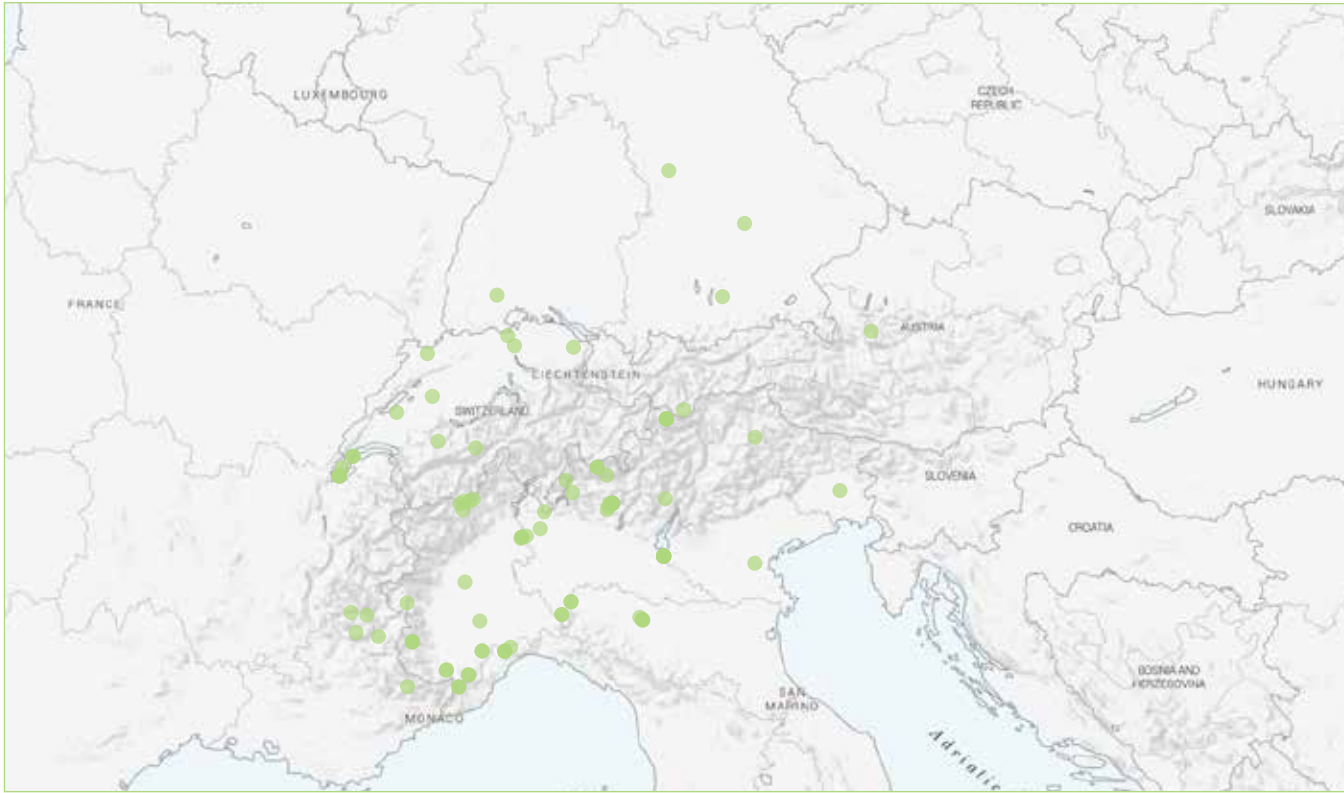 LUXEMBOURG
CZECH
REPUBLIC
SLOVAKIA
FRANCE
AUSTRIA
LIECHTENSTEIN
HUNGARY
SWITZERLAND
SLOVENIA
CROATIA
BOSNIA AND
HERZEGOVINA
SAN
MARINO
MONACO
Adriatic